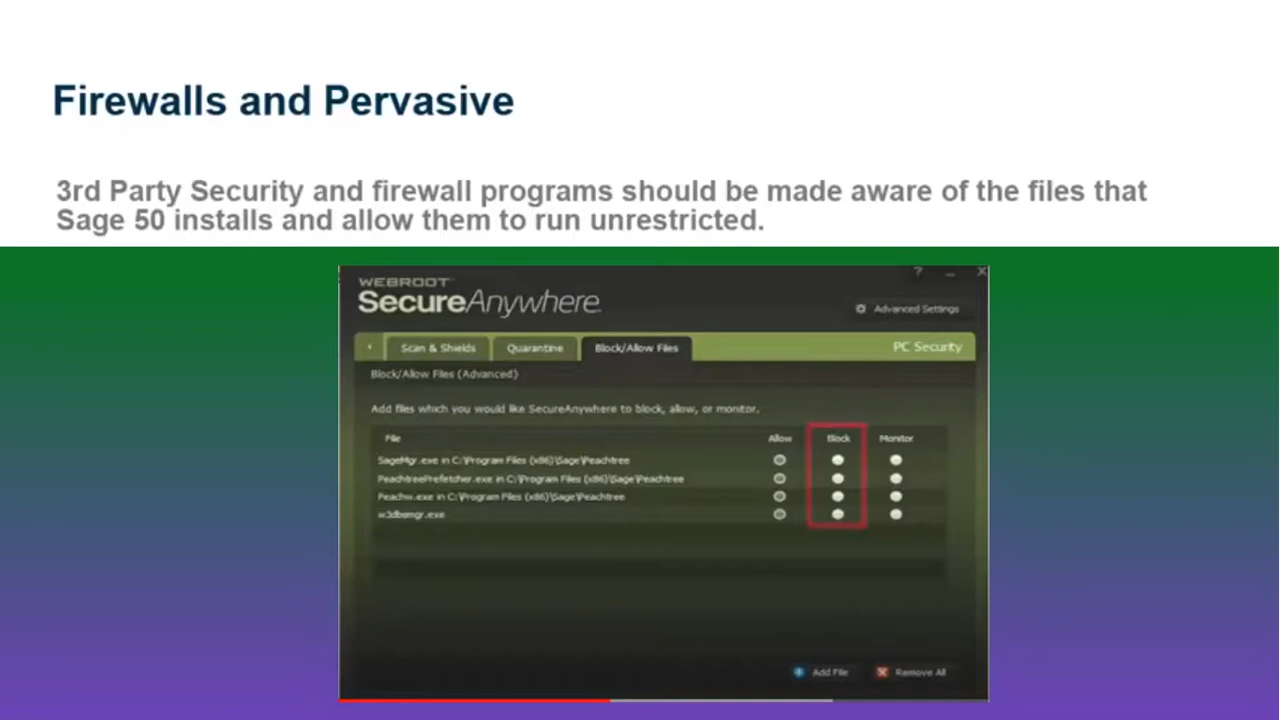 Firewalls and Pervasive
3rd Party Security and firewall programs should be made aware of the files that
Sage 50 installs and allow them to run unrestricted.
WEBROOT
SecureAnywhere
? _ X
Advanced Settings
Scan & Shields Quarantine Block/Allow Files PC Security
Block/Allow Files (Advanced)
Add files which you would like SecureAnywhere to block, allow, or monitor.
File Allow Block Monitor
SageMgr.exe in C:\Program Files (x86)\Sage\Peachtree
PeachtreePrefetcher.exe in C:\Program Files (x86)\Sage\Peachtree
Peachw.exe in C:\Program Files (x86)\Sage\Peachtree
w3dbsmgr.exe
Add File Remove All